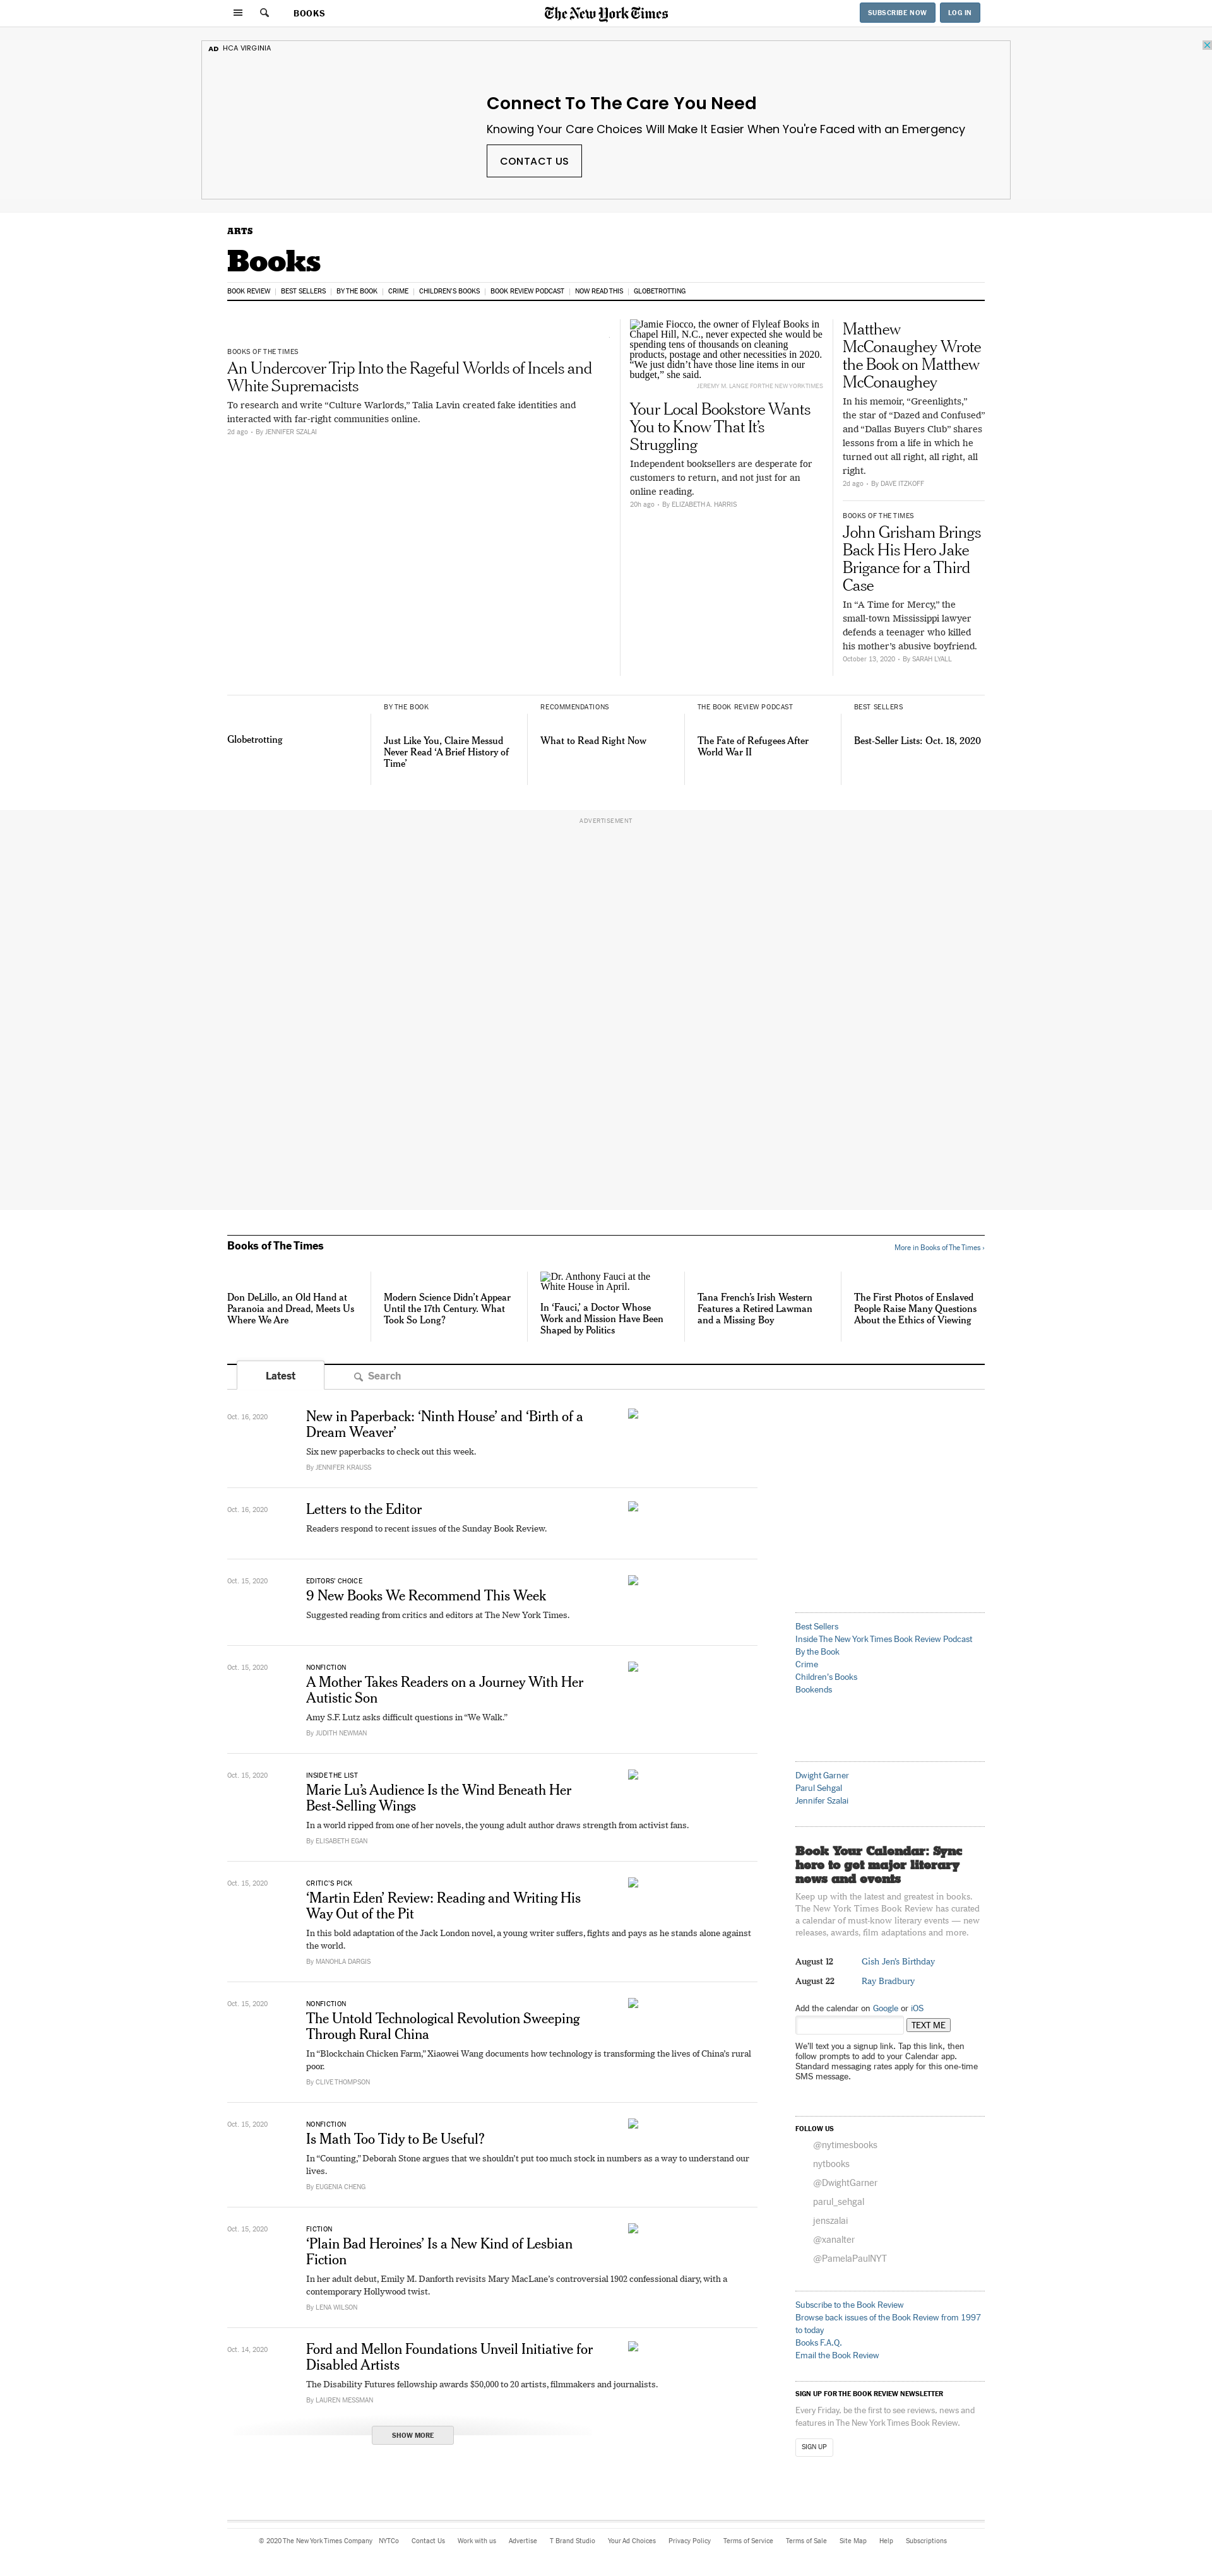 BOOKS
The New York Times
SUBSCRIBE NOW
LOG IN
AD HCA VIRGINIA
Connect To The Care You Need
Knowing Your Care Choices Will Make It Easier When You're Faced with an Emergency
CONTACT US
ARTS
Books
BOOK REVIEW | BEST SELLERS | BY THE BOOK | CRIME | CHILDREN'S BOOKS | BOOK REVIEW PODCAST | NOW READ THIS | GLOBETROTTING
BOOKS OF THE TIMES
An Undercover Trip Into the Rageful Worlds of Incels and
White Supremacists
To research and write “Culture Warlords,” Talia Lavin created fake identities and
interacted with far-right communities online.
2d ago • By JENNIFER SZALAI
Jamie Fiocco, the owner of Flyleaf Books in
Chapel Hill, N.C., never expected she would be
spending tens of thousands on cleaning
products, postage and other necessities in 2020.
“We just didn’t have those line items in our
budget,” she said.
JEREMY M. LANGE FOR THE NEW YORK TIMES
Your Local Bookstore Wants
You to Know That It’s
Struggling
Independent booksellers are desperate for
customers to return, and not just for an
online reading.
20h ago • By ELIZABETH A. HARRIS
Matthew
McConaughey Wrote
the Book on Matthew
McConaughey
In his memoir, “Greenlights,”
the star of “Dazed and Confused”
and “Dallas Buyers Club” shares
lessons from a life in which he
turned out all right, all right, all
right.
2d ago • By DAVE ITZKOFF
BOOKS OF THE TIMES
John Grisham Brings
Back His Hero Jake
Brigance for a Third
Case
In “A Time for Mercy,” the
small-town Mississippi lawyer
defends a teenager who killed
his mother’s abusive boyfriend.
October 13, 2020 • By SARAH LYALL
Globetrotting
BY THE BOOK
Just Like You, Claire Messud
Never Read ‘A Brief History of
Time’
RECOMMENDATIONS
What to Read Right Now
THE BOOK REVIEW PODCAST
The Fate of Refugees After
World War II
BEST SELLERS
Best-Seller Lists: Oct. 18, 2020
ADVERTISEMENT
Books of The Times
More in Books of The Times ›
Don DeLillo, an Old Hand at
Paranoia and Dread, Meets Us
Where We Are
Modern Science Didn’t Appear
Until the 17th Century. What
Took So Long?
Dr. Anthony Fauci at the
White House in April.
In ‘Fauci,’ a Doctor Whose
Work and Mission Have Been
Shaped by Politics
Tana French’s Irish Western
Features a Retired Lawman
and a Missing Boy
The First Photos of Enslaved
People Raise Many Questions
About the Ethics of Viewing
Latest
Search
Oct. 16, 2020
New in Paperback: ‘Ninth House’ and ‘Birth of a
Dream Weaver’
Six new paperbacks to check out this week.
By JENNIFER KRAUSS
Oct. 16, 2020
Letters to the Editor
Readers respond to recent issues of the Sunday Book Review.
Oct. 15, 2020
EDITORS’ CHOICE
9 New Books We Recommend This Week
Suggested reading from critics and editors at The New York Times.
Oct. 15, 2020
NONFICTION
A Mother Takes Readers on a Journey With Her
Autistic Son
Amy S.F. Lutz asks difficult questions in “We Walk.”
By JUDITH NEWMAN
Oct. 15, 2020
INSIDE THE LIST
Marie Lu’s Audience Is the Wind Beneath Her
Best-Selling Wings
In a world ripped from one of her novels, the young adult author draws strength from activist fans.
By ELISABETH EGAN
Oct. 15, 2020
CRITIC’S PICK
‘Martin Eden’ Review: Reading and Writing His
Way Out of the Pit
In this bold adaptation of the Jack London novel, a young writer suffers, fights and pays as he stands alone against
the world.
By MANOHLA DARGIS
Oct. 15, 2020
NONFICTION
The Untold Technological Revolution Sweeping
Through Rural China
In “Blockchain Chicken Farm,” Xiaowei Wang documents how technology is transforming the lives of China’s rural
poor.
By CLIVE THOMPSON
Oct. 15, 2020
NONFICTION
Is Math Too Tidy to Be Useful?
In “Counting,” Deborah Stone argues that we shouldn’t put too much stock in numbers as a way to understand our
lives.
By EUGENIA CHENG
Oct. 15, 2020
FICTION
‘Plain Bad Heroines’ Is a New Kind of Lesbian
Fiction
In her adult debut, Emily M. Danforth revisits Mary MacLane’s controversial 1902 confessional diary, with a
contemporary Hollywood twist.
By LENA WILSON
Oct. 14, 2020
Ford and Mellon Foundations Unveil Initiative for
Disabled Artists
The Disability Futures fellowship awards $50,000 to 20 artists, filmmakers and journalists.
By LAUREN MESSMAN
SHOW MORE
Best Sellers
Inside The New York Times Book Review Podcast
By the Book
Crime
Children’s Books
Bookends
Dwight Garner
Parul Sehgal
Jennifer Szalai
Book Your Calendar: Sync
here to get major literary
news and events
Keep up with the latest and greatest in books.
The New York Times Book Review has curated
a calendar of must-know literary events — new
releases, awards, film adaptations and more.
August 12 Gish Jen’s Birthday
August 22 Ray Bradbury
Add the calendar on Google or iOS
TEXT ME
We’ll text you a signup link. Tap this link, then
follow prompts to add to your Calendar app.
Standard messaging rates apply for this one-time
SMS message.
FOLLOW US
@nytimesbooks
nytbooks
@DwightGarner
parul_sehgal
jenszalai
@xanalter
@PamelaPaulNYT
Subscribe to the Book Review
Browse back issues of the Book Review from 1997
to today
Books F.A.Q.
Email the Book Review
SIGN UP FOR THE BOOK REVIEW NEWSLETTER
Every Friday, be the first to see reviews, news and
features in The New York Times Book Review.
SIGN UP
© 2020 The New York Times Company NYTCo Contact Us Work with us Advertise T Brand Studio Your Ad Choices Privacy Policy Terms of Service Terms of Sale Site Map Help Subscriptions